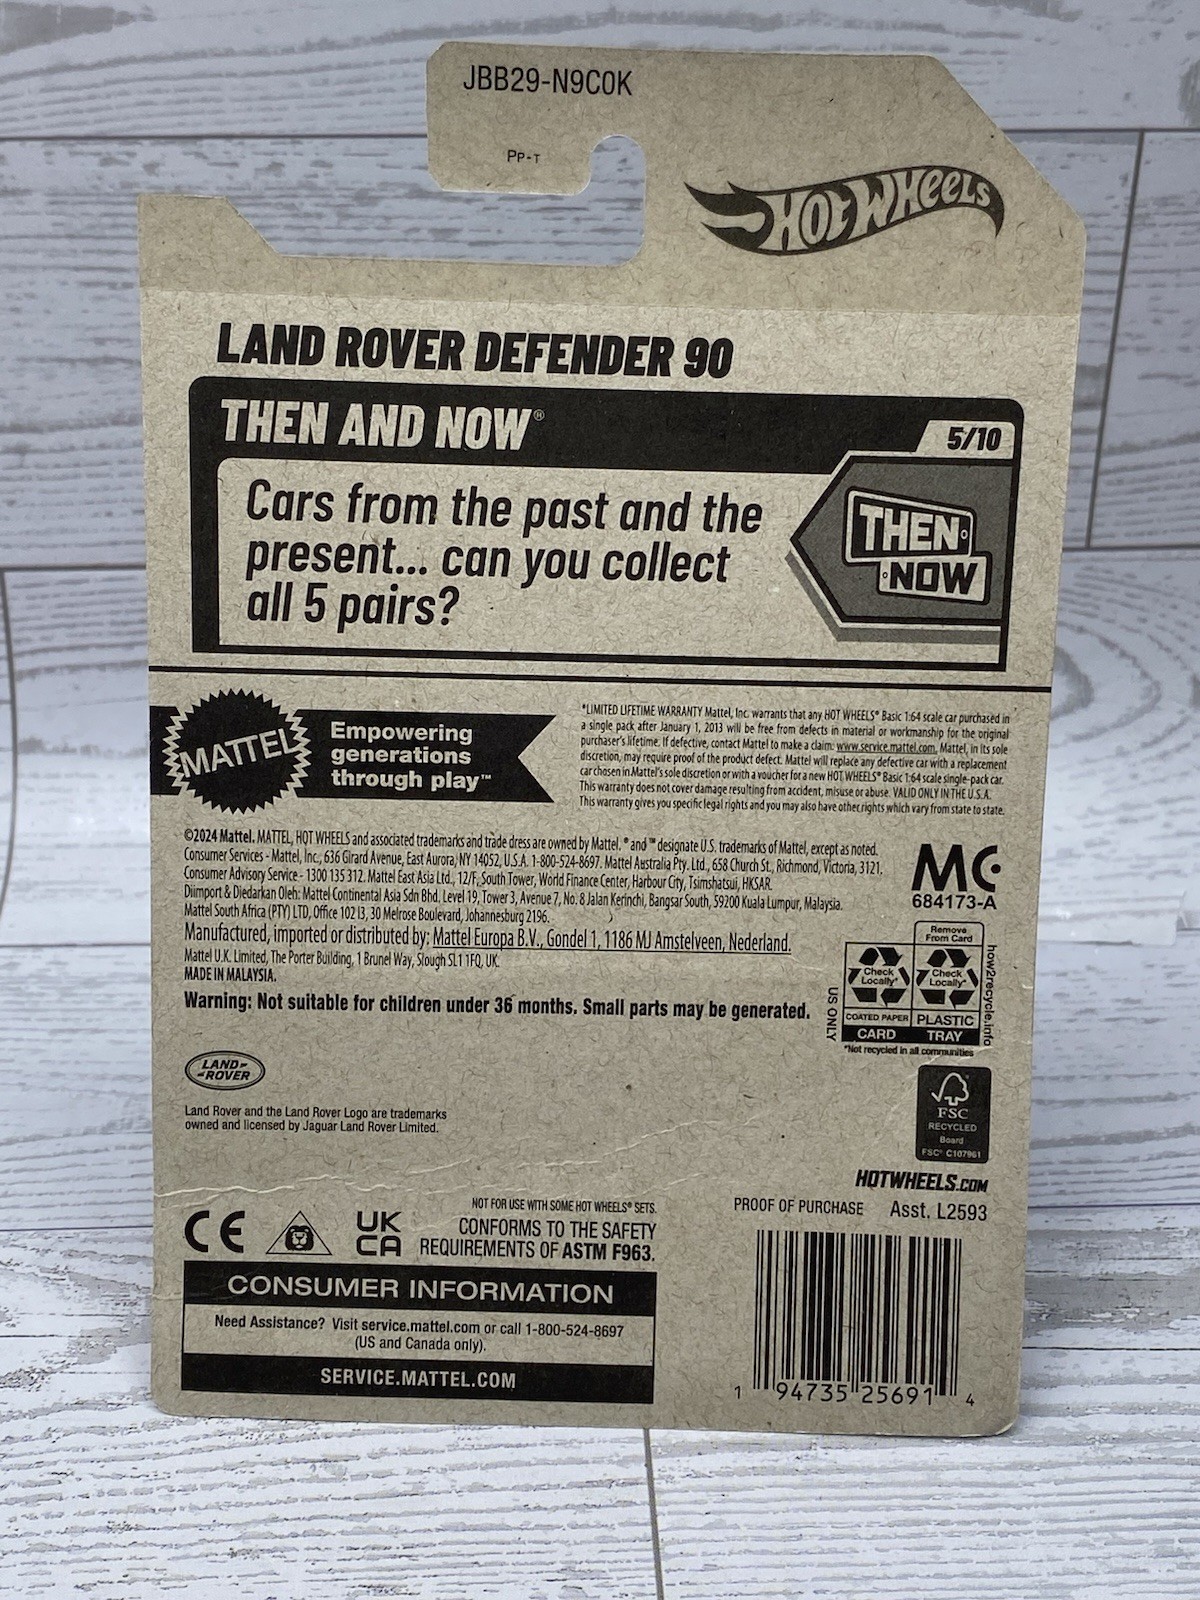 JBB29-N9C0K
PP-T
HOT WHEELS
LAND ROVER DEFENDER 90
THEN AND NOW®
5/10
Cars from the past and the
present... can you collect
all 5 pairs?
THEN
NOW
MATTEL
Empowering
generations
through play™
*LIMITED LIFETIME WARRANTY Mattel, Inc. warrants that any HOT WHEELS® Basic 1:64 scale car purchased in
a single pack after January 1, 2013 will be free from defects in material or workmanship for the original
purchaser's lifetime. If defective, contact Mattel to make a claim: www.service.mattel.com. Mattel, in its sole
discretion, may require proof of the product defect. Mattel will replace any defective car with a replacement
car chosen in Mattel's sole discretion or with a voucher for a new HOT WHEELS® Basic 1:64 scale single-pack car.
This warranty does not cover damage resulting from accident, misuse or abuse. VALID ONLY IN THE U.S.A.
This warranty gives you specific legal rights and you may also have other rights which vary from state to state.
©2024 Mattel. MATTEL, HOT WHEELS and associated trademarks and trade dress are owned by Mattel. ® and ™ designate U.S. trademarks of Mattel, except as noted.
Consumer Services - Mattel, Inc., 636 Girard Avenue, East Aurora, NY 14052, U.S.A. 1-800-524-8697. Mattel Australia Pty. Ltd., 658 Church St., Richmond, Victoria, 3121.
Consumer Advisory Service - 1300 135 312. Mattel East Asia Ltd., 12/F, South Tower, World Finance Center, Harbour City, Tsimshatsui, HKSAR.
Diimport & Diedarkan Oleh: Mattel Continental Asia Sdn Bhd. Level 19, Tower 3, Avenue 7, No. 8 Jalan Kerinchi, Bangsar South, 59200 Kuala Lumpur, Malaysia.
Mattel South Africa (PTY) LTD, Office 102 I3, 30 Melrose Boulevard, Johannesburg 2196.
Manufactured, imported or distributed by: Mattel Europa B.V., Gondel 1, 1186 MJ Amstelveen, Nederland.
Mattel U.K. Limited, The Porter Building, 1 Brunel Way, Slough SL1 1FQ, UK.
MADE IN MALAYSIA.
Warning: Not suitable for children under 36 months. Small parts may be generated.
MC
684173-A
Remove
From Card
Check
Locally*
Check
Locally*
COATED PAPER
PLASTIC
CARD
TRAY
US ONLY
how2recycle.info
*Not recycled in all communities
LAND-
-ROVER
Land Rover and the Land Rover Logo are trademarks
owned and licensed by Jaguar Land Rover Limited.
FSC
RECYCLED
Board
FSC® C107961
HOTWHEELS.COM
PROOF OF PURCHASE Asst. L2593
CE
UK
CA
NOT FOR USE WITH SOME HOT WHEELS® SETS.
CONFORMS TO THE SAFETY
REQUIREMENTS OF ASTM F963.
CONSUMER INFORMATION
Need Assistance? Visit service.mattel.com or call 1-800-524-8697
(US and Canada only).
SERVICE.MATTEL.COM
1 94735 25691 4